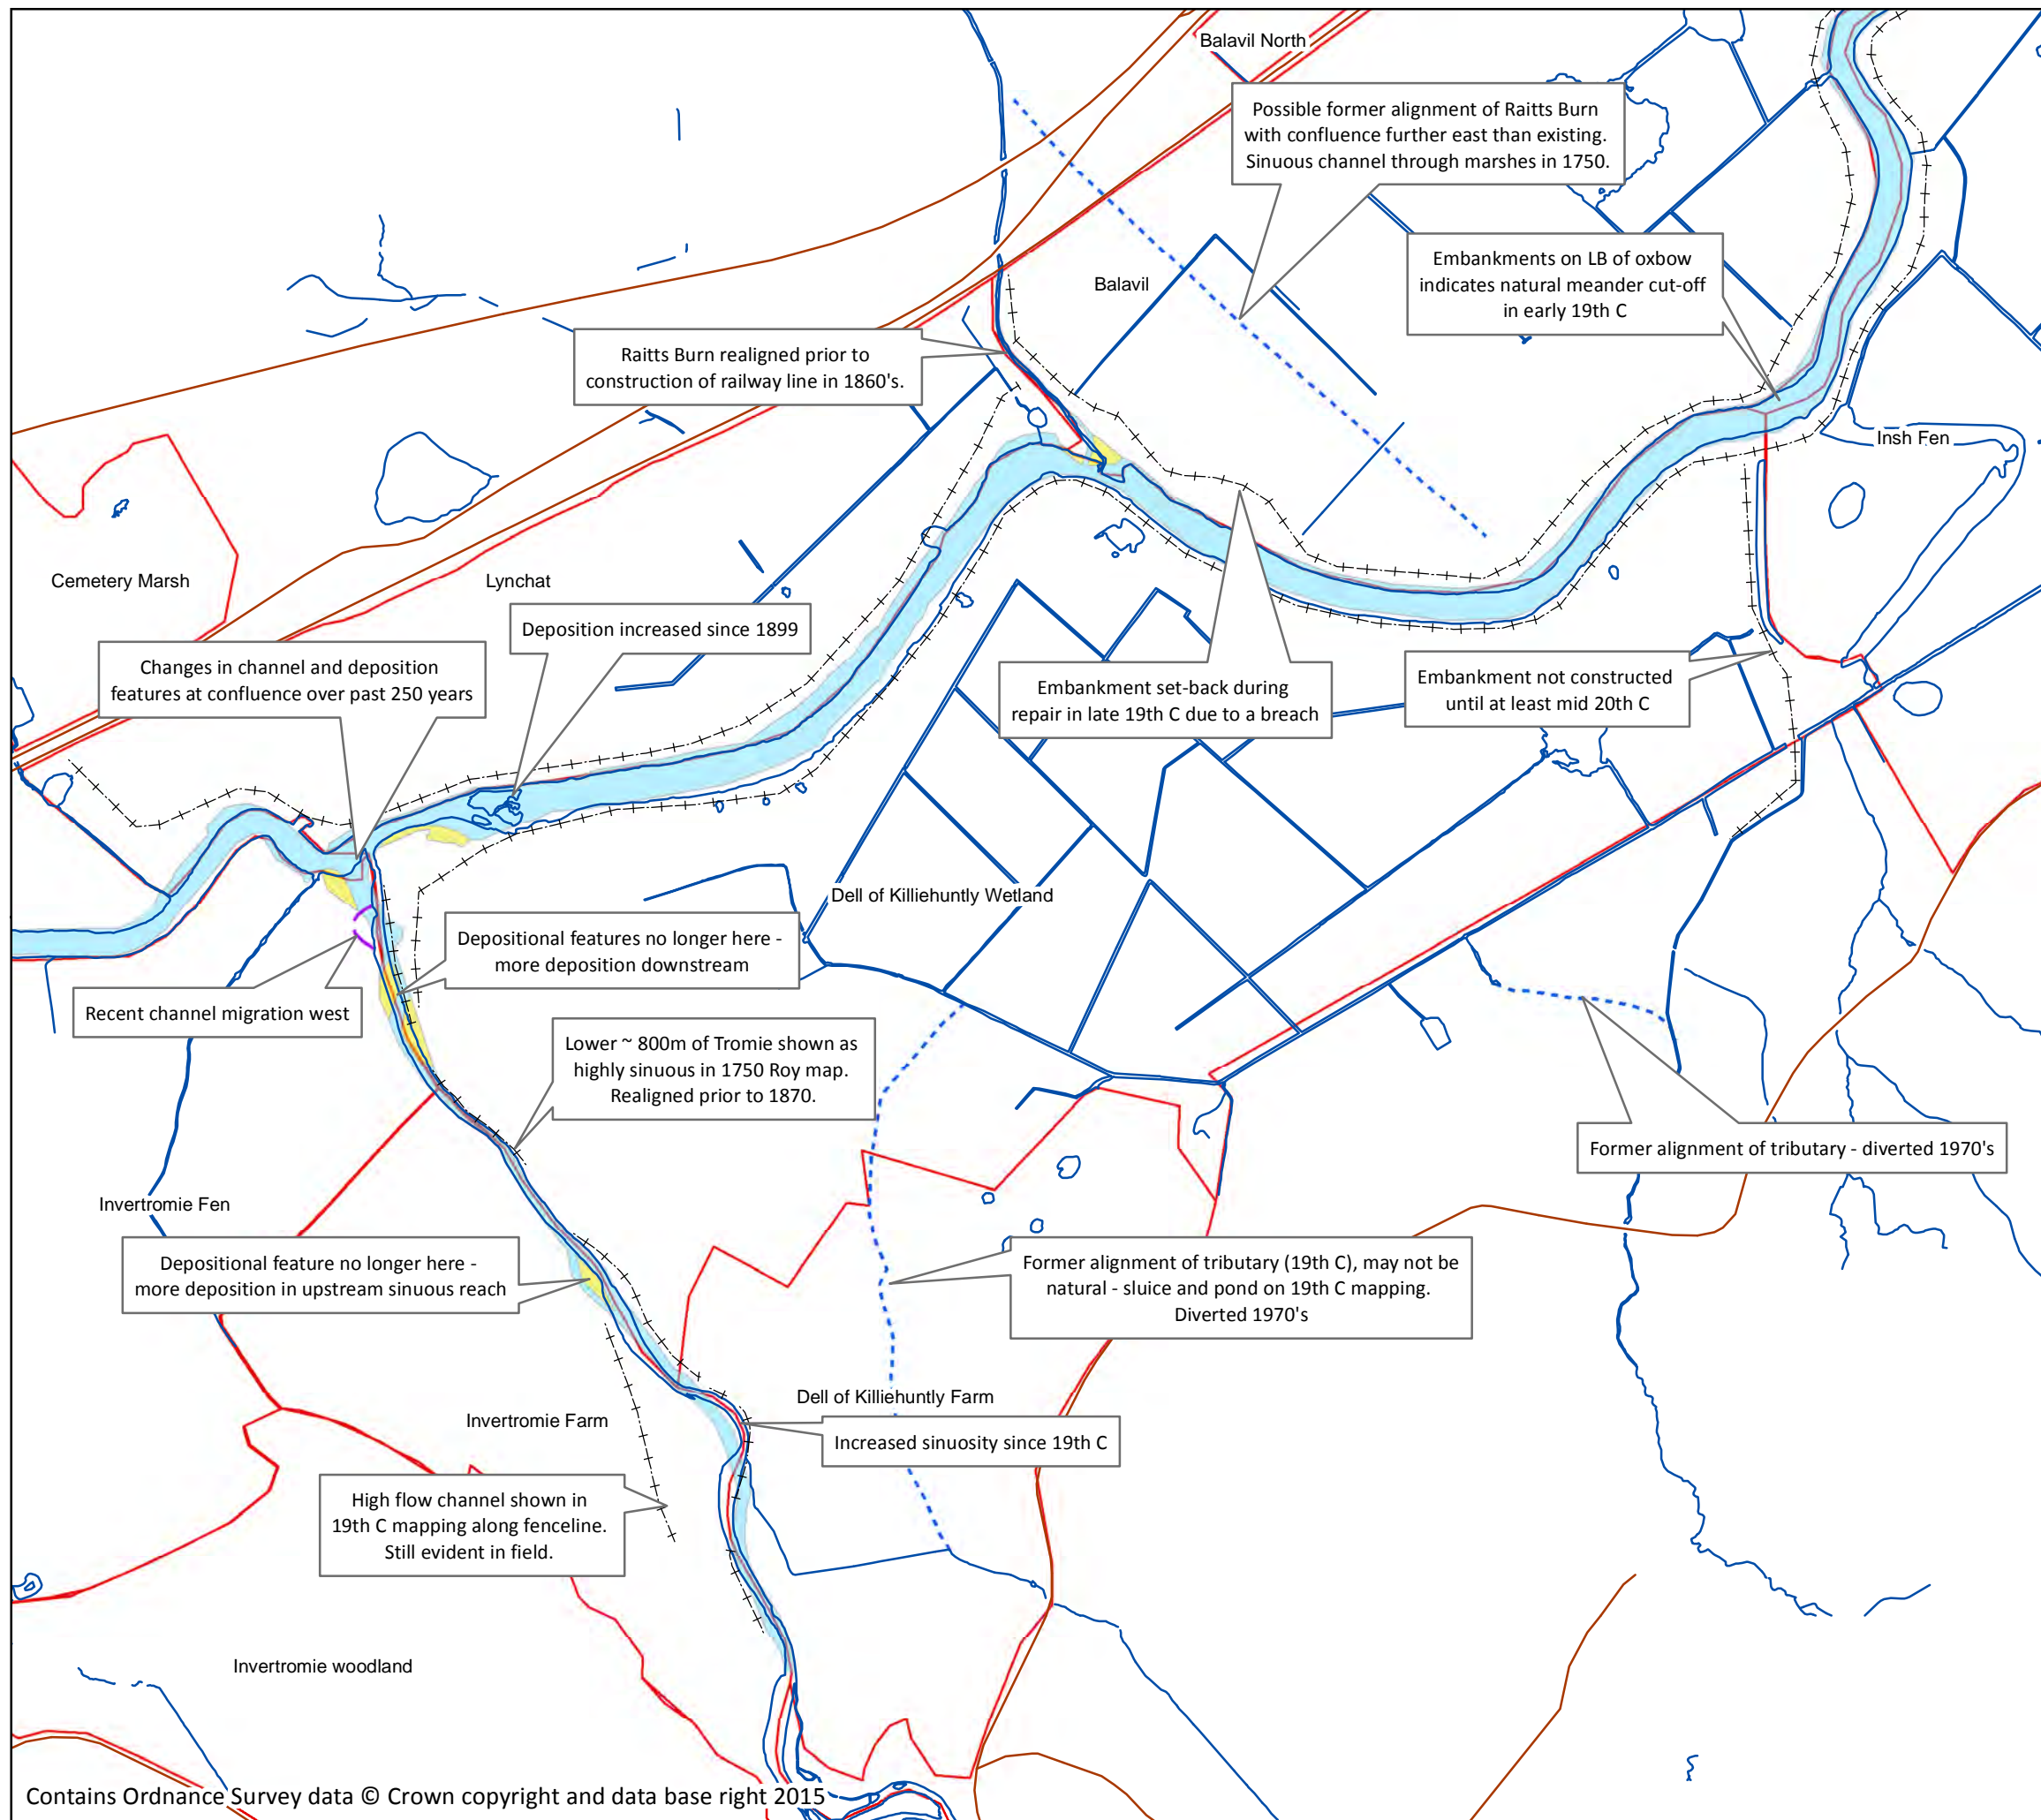 Balavil North
Possible former alignment of Raitts Burn
with confluence further east than existing.
Sinuous channel through marshes in 1750.
Embankments on LB of oxbow
indicates natural meander cut-off
in early 19th C
Balavil
Raitts Burn realigned prior to
construction of railway line in 1860's.
Insh Fen
Cemetery Marsh
Lynchat
Deposition increased since 1899
Changes in channel and deposition
features at confluence over past 250 years
Embankment set-back during
repair in late 19th C due to a breach
Embankment not constructed
until at least mid 20th C
Dell of Killiehuntly Wetland
Depositional features no longer here -
more deposition downstream
Recent channel migration west
Lower ~ 800m of Tromie shown as
highly sinuous in 1750 Roy map.
Realigned prior to 1870.
Former alignment of tributary - diverted 1970's
Invertromie Fen
Depositional feature no longer here -
more deposition in upstream sinuous reach
Former alignment of tributary (19th C), may not be
natural - sluice and pond on 19th C mapping.
Diverted 1970's
Dell of Killiehuntly Farm
Invertromie Farm
Increased sinuosity since 19th C
High flow channel shown in
19th C mapping along fenceline.
Still evident in field.
Invertromie woodland
Contains Ordnance Survey data © Crown copyright and data base right 2015